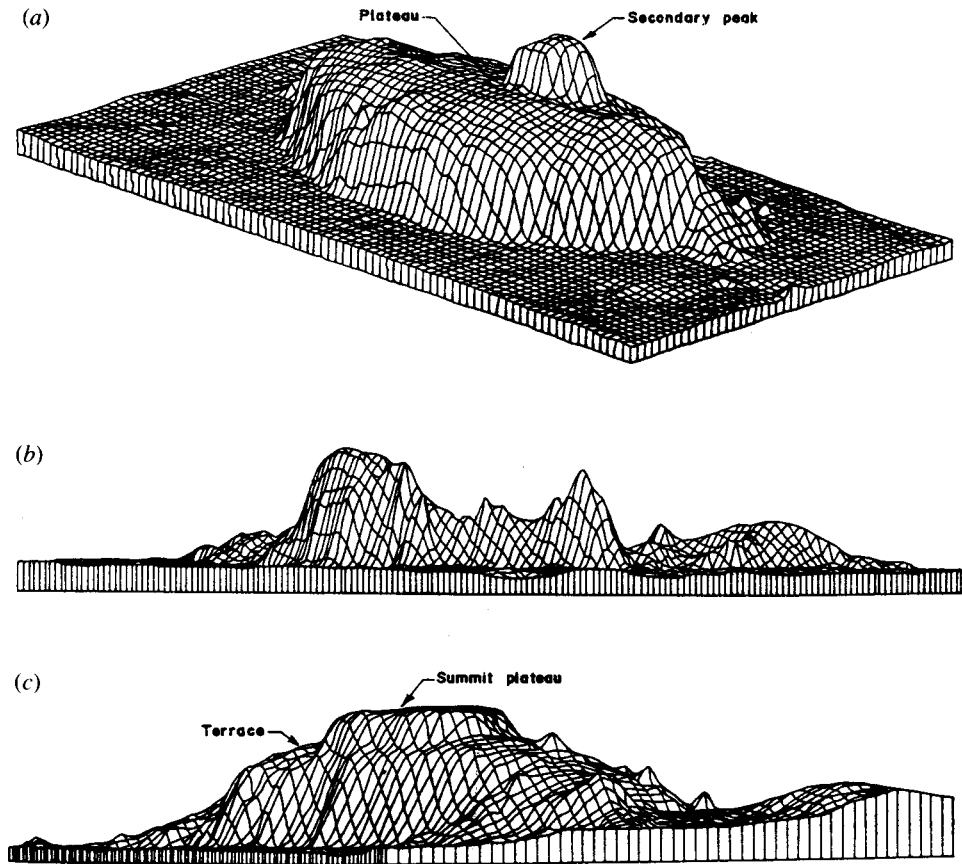 (a)
Plateau
Secondary peak
(b)
(c)
Summit plateau
Terrace